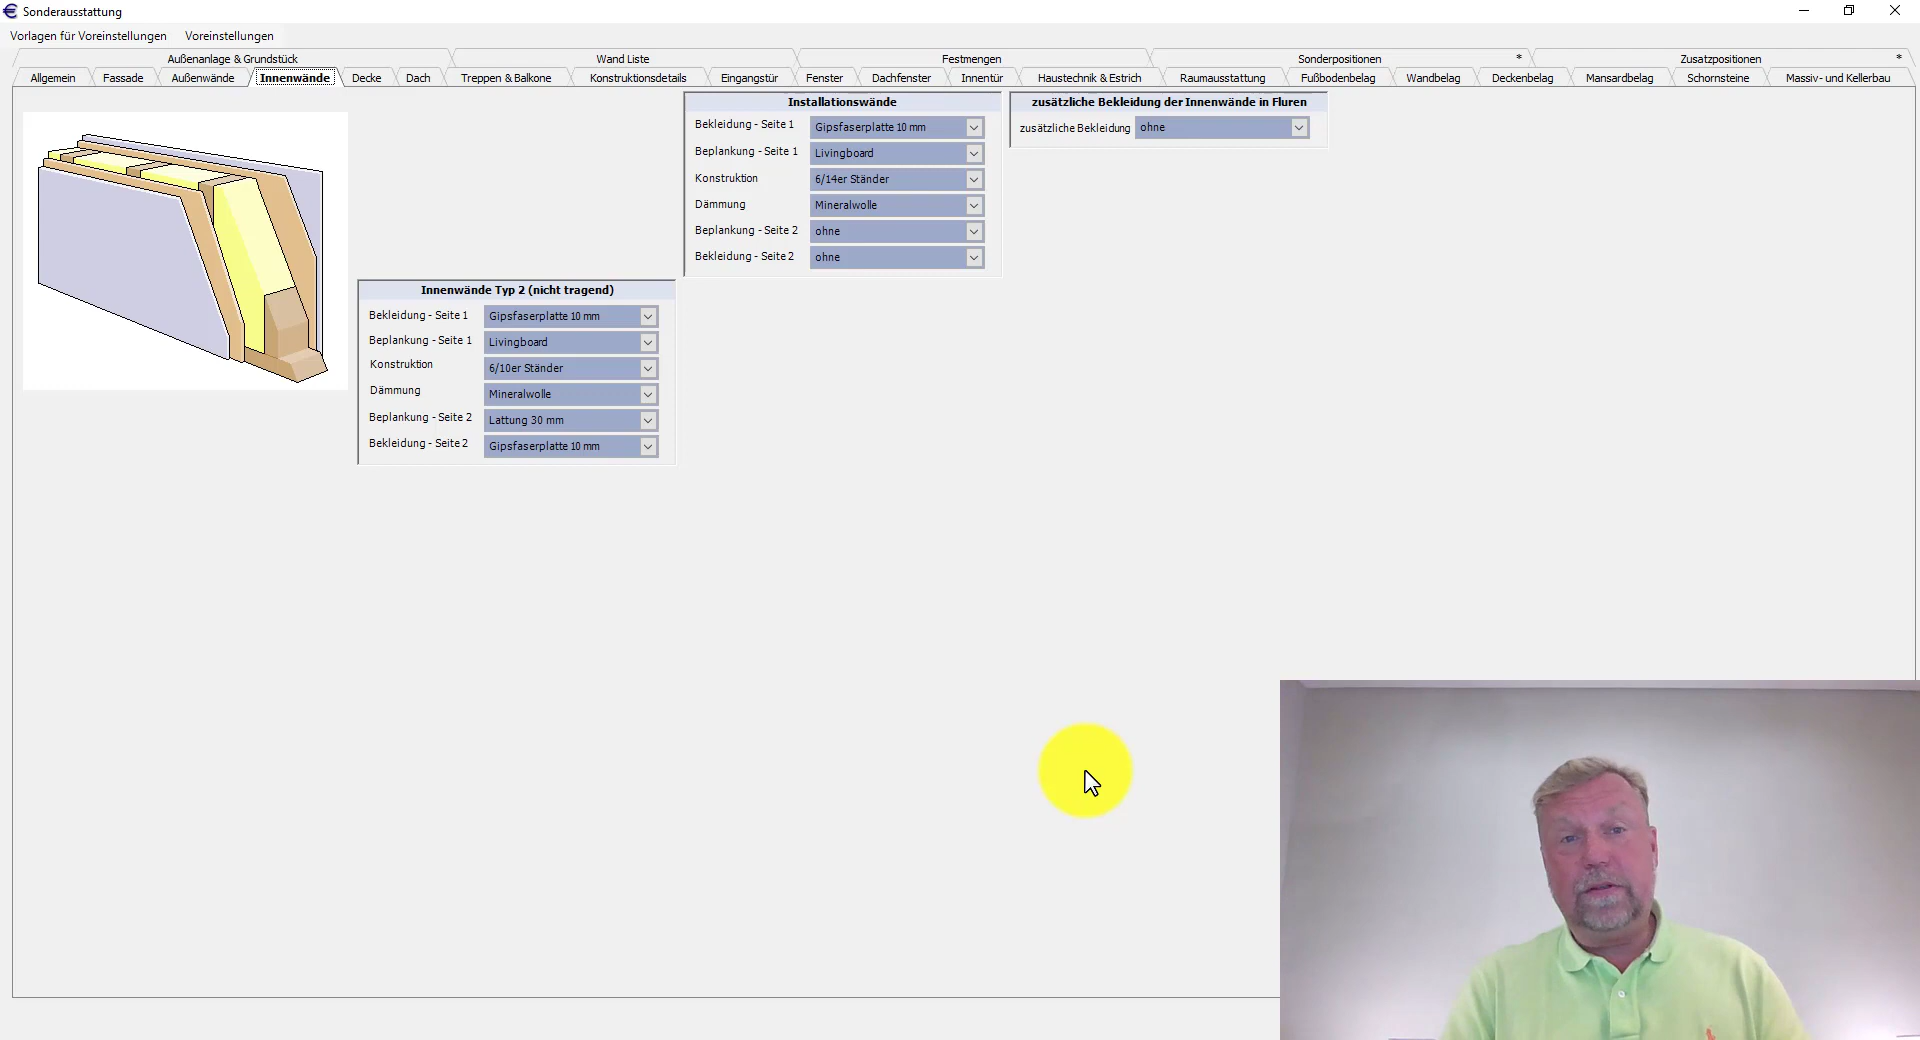 Sonderausstattung
Vorlagen für Voreinstellungen Voreinstellungen
Außenanlage & Grundstück Wand Liste Festmengen Sonderpositionen * Zusatzpositionen *
Allgemein Fassade Außenwände Innenwände Decke Dach Treppen & Balkone Konstruktionsdetails Eingangstür Fenster Dachfenster Innentür Haustechnik & Estrich Raumausstattung Fußbodenbelag Wandbelag Deckenbelag Mansardbelag Schornsteine Massiv- und Kellerbau
Installationswände
Bekleidung - Seite 1 Gipsfaserplatte 10 mm
Beplankung - Seite 1 Livingboard
Konstruktion 6/14er Ständer
Dämmung Mineralwolle
Beplankung - Seite 2 ohne
Bekleidung - Seite 2 ohne
zusätzliche Bekleidung der Innenwände in Fluren
zusätzliche Bekleidung ohne
Innenwände Typ 2 (nicht tragend)
Bekleidung - Seite 1 Gipsfaserplatte 10 mm
Beplankung - Seite 1 Livingboard
Konstruktion 6/10er Ständer
Dämmung Mineralwolle
Beplankung - Seite 2 Lattung 30 mm
Bekleidung - Seite 2 Gipsfaserplatte 10 mm